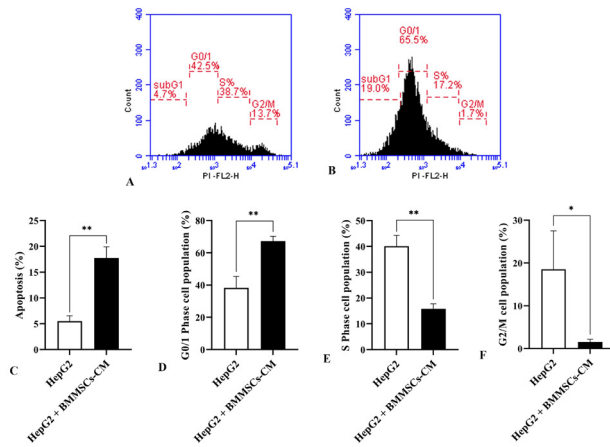 400
300
200
100
0
Count
G0/1
42.5%
subG1
4.7%
S%
38.7%
G2/M
13.7%
PI-FL2-H
A
400
300
200
100
0
Count
G0/1
65.5%
subG1
19.0%
S%
17.2%
G2/M
1.7%
PI-FL2-H
B
Apoptosis (%)
25
20
15
10
5
0
**
HepG2
HepG2 + BMMSCs-CM
C
G0/1 Phase cell population (%)
80
60
40
20
0
**
HepG2
HepG2 + BMMSCs-CM
D
S Phase cell population (%)
50
40
30
20
10
0
**
HepG2
HepG2 + BMMSCs-CM
E
G2/M cell population (%)
30
20
10
0
*
HepG2
HepG2 + BMMSCs-CM
F